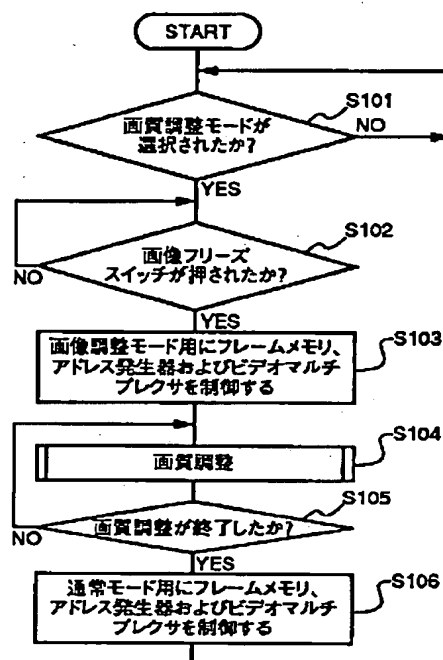 START
S101
画質調整モードが
選択されたか?
NO
YES
S102
画像フリーズ
スイッチが押されたか?
NO
YES
S103
画像調整モード用にフレームメモリ、
アドレス発生器およびビデオマルチ
プレクサを制御する
S104
画質調整
S105
画質調整が終了したか?
NO
YES
S106
通常モード用にフレームメモリ、
アドレス発生器およびビデオマルチ
プレクサを制御する